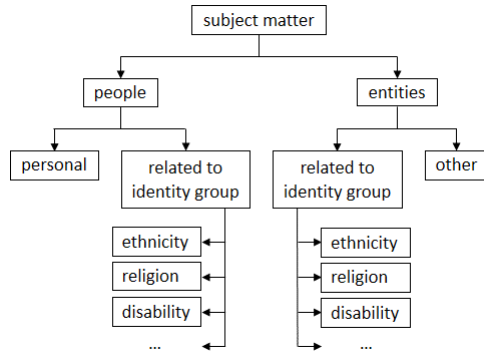 subject matter
people
entities
personal
related to
identity group
related to
identity group
other
ethnicity
religion
disability
...
ethnicity
religion
disability
...